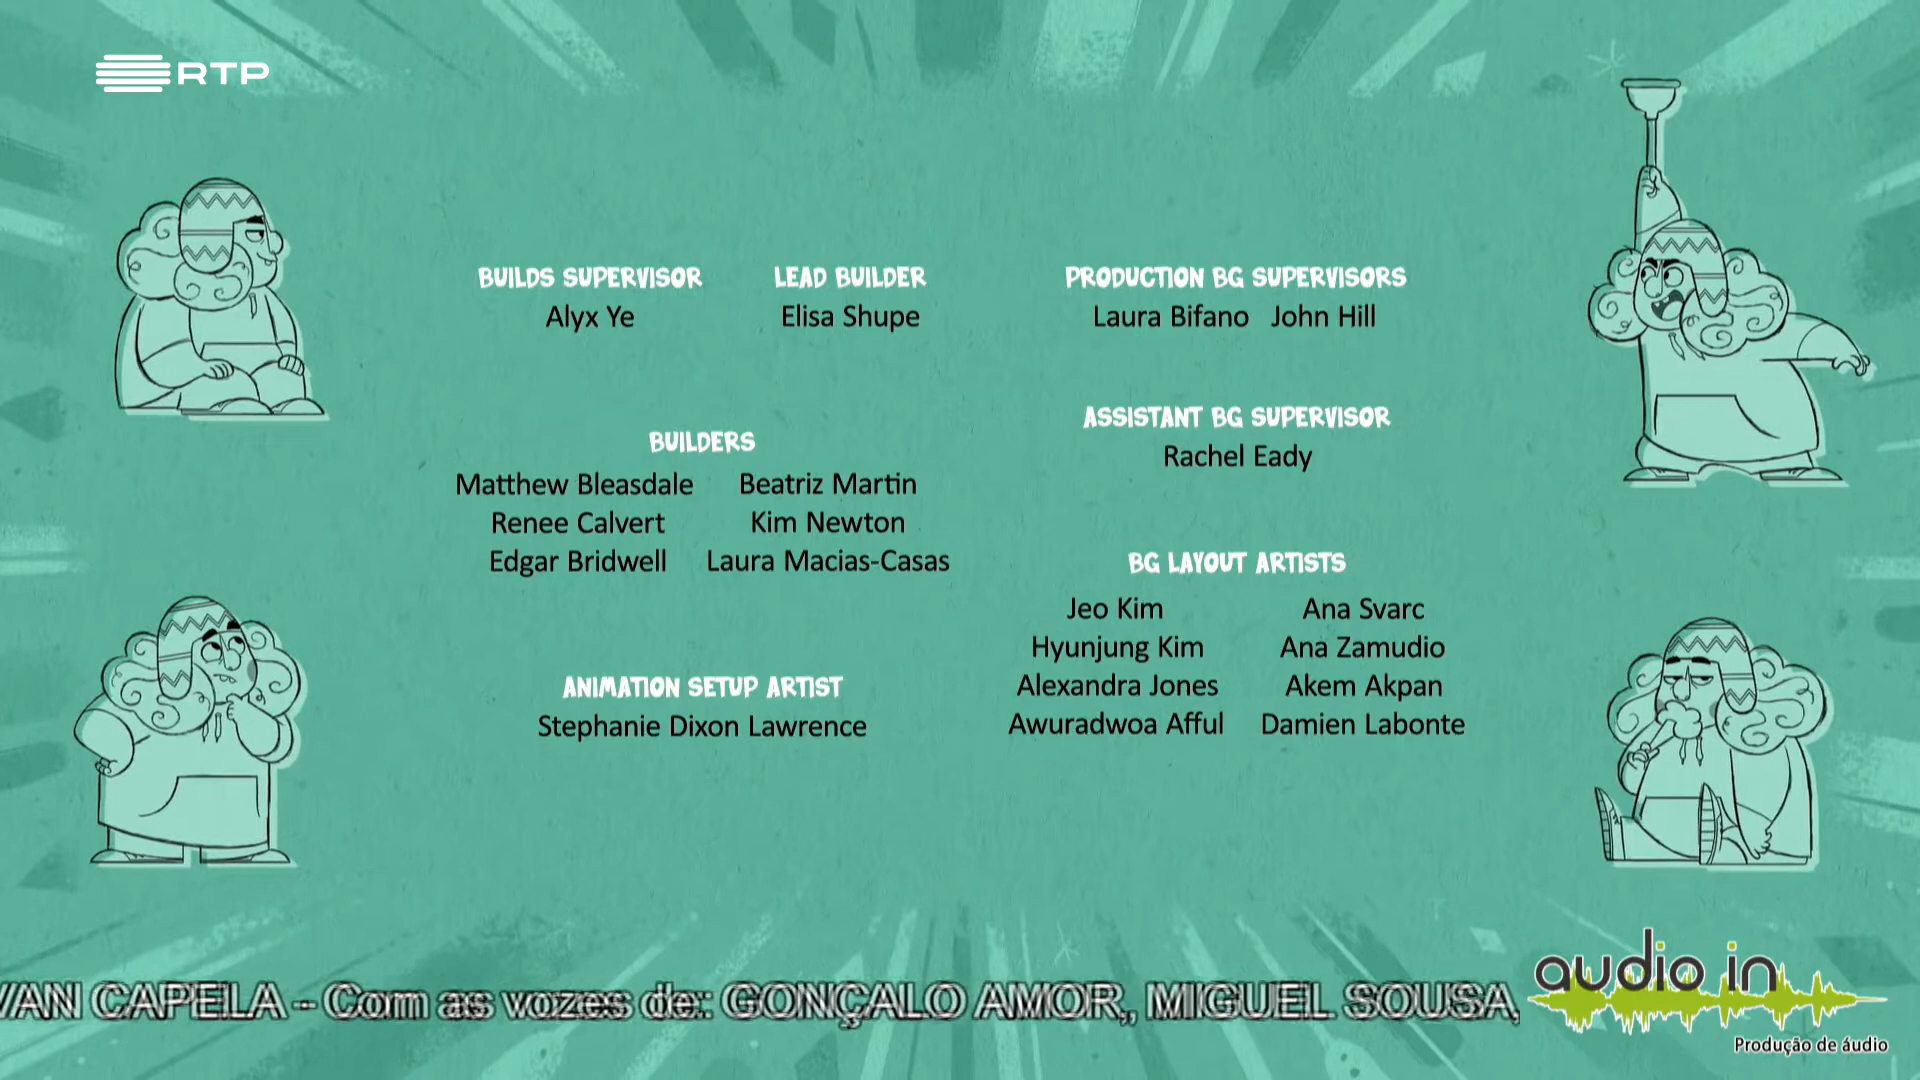 RTP
BUILDS SUPERVISOR
Alyx Ye
LEAD BUILDER
Elisa Shupe
BUILDERS
Matthew Bleasdale Beatriz Martin
Renee Calvert Kim Newton
Edgar Bridwell Laura Macias-Casas
ANIMATION SETUP ARTIST
Stephanie Dixon Lawrence
PRODUCTION BG SUPERVISORS
Laura Bifano John Hill
ASSISTANT BG SUPERVISOR
Rachel Eady
BG LAYOUT ARTISTS
Jeo Kim Ana Svarc
Hyunjung Kim Ana Zamudio
Alexandra Jones Akem Akpan
Awuradwoa Afful Damien Labonte
CAPELA - Com as vozes de: GONÇALO AMOR, MIGUEL SOUSA,
audio in
Produção de áudio